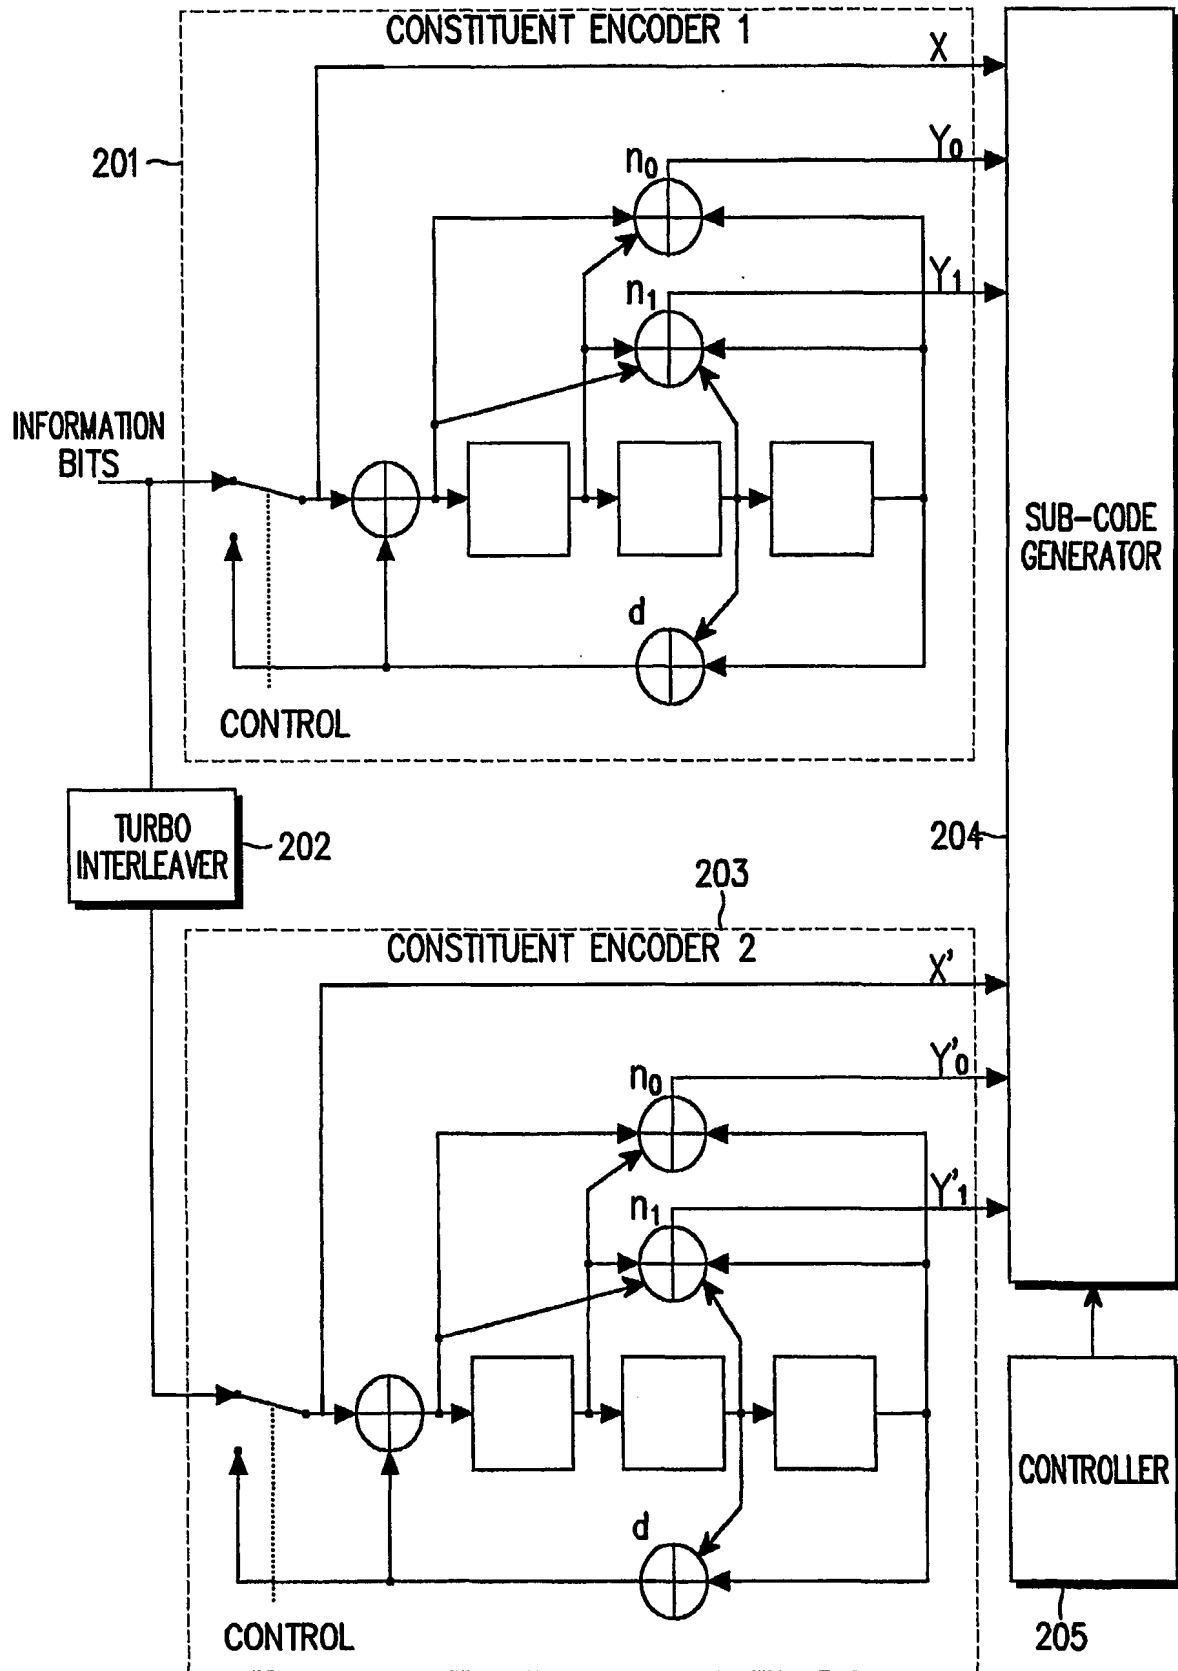 CONSTITUENT ENCODER 1
X
201
n0
Y0
n1
Y1
INFORMATION
BITS
SUB-CODE
GENERATOR
d
CONTROL
TURBO
INTERLEAVER
202
204
203
CONSTITUENT ENCODER 2
X'
n0
Y'0
n1
Y'1
d
CONTROLLER
CONTROL
205